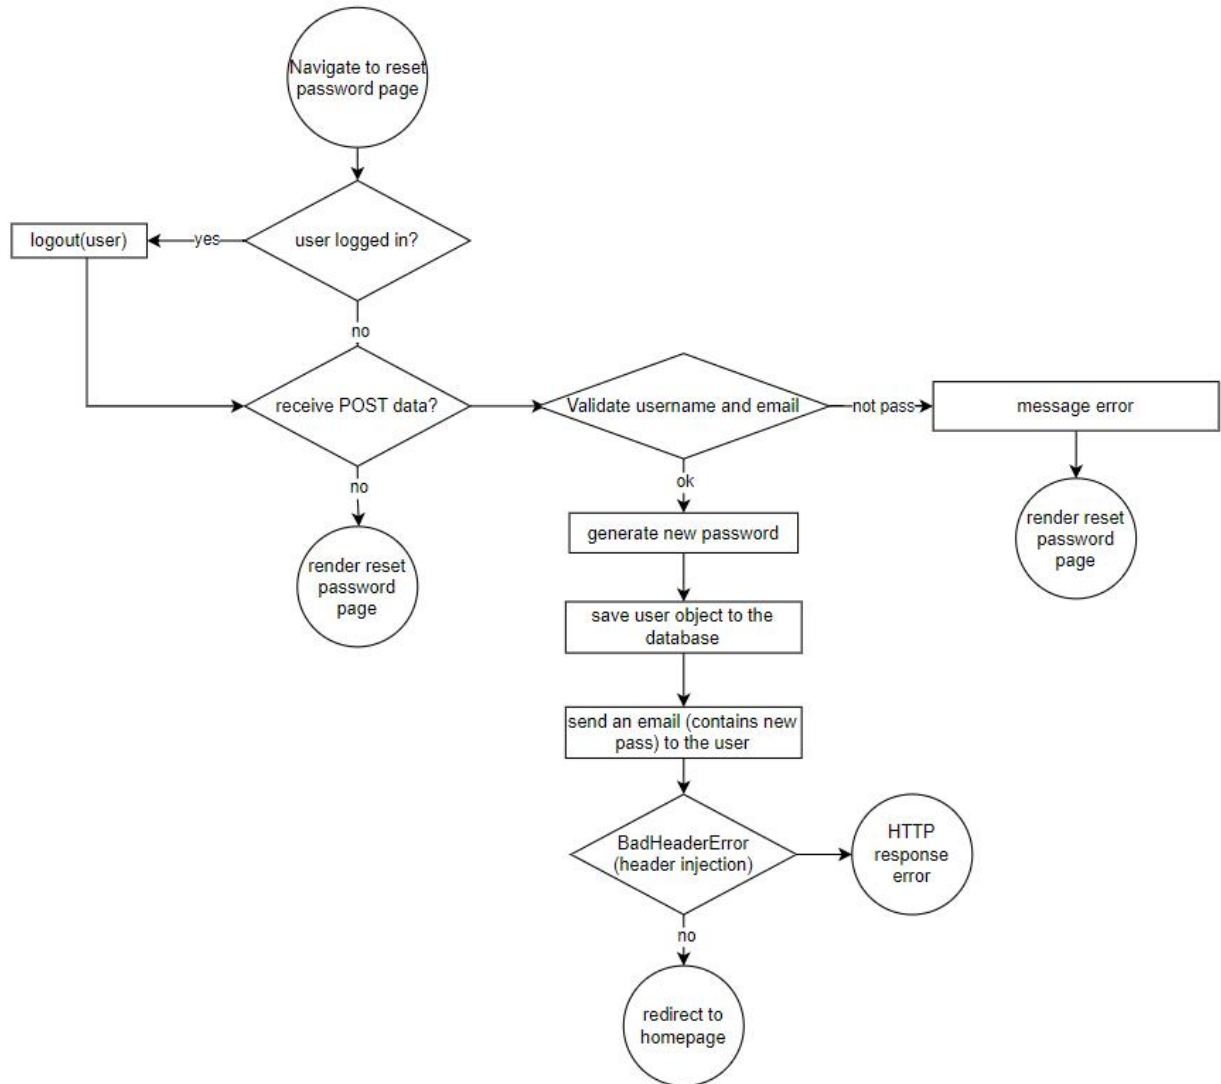 Navigate to reset
password page
logout(user)
yes
user logged in?
no
receive POST data?
Validate username and email
not pass
message error
no
ok
render reset
password
page
generate new password
render reset
password
page
save user object to the
database
send an email (contains new
pass) to the user
BadHeaderError
(header injection)
HTTP
response
error
no
redirect to
homepage